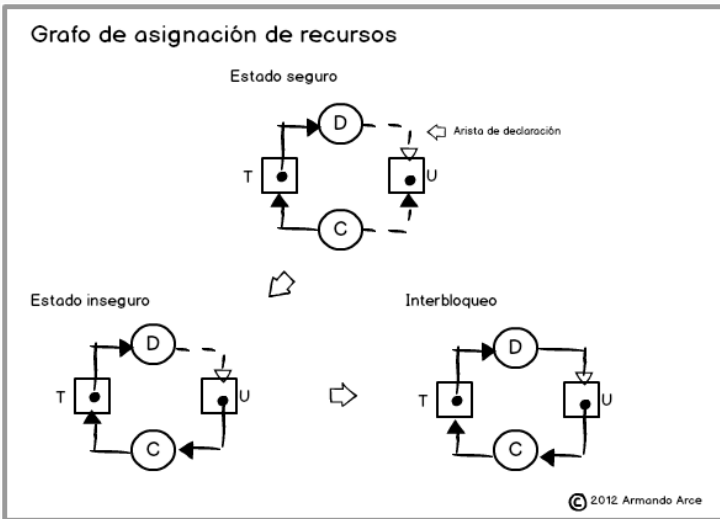 Grafo de asignación de recursos
Estado seguro
D
Arista de declaración
T
U
C
Estado inseguro
Interbloqueo
D
D
T
U
T
U
C
C
© 2012 Armando Arce